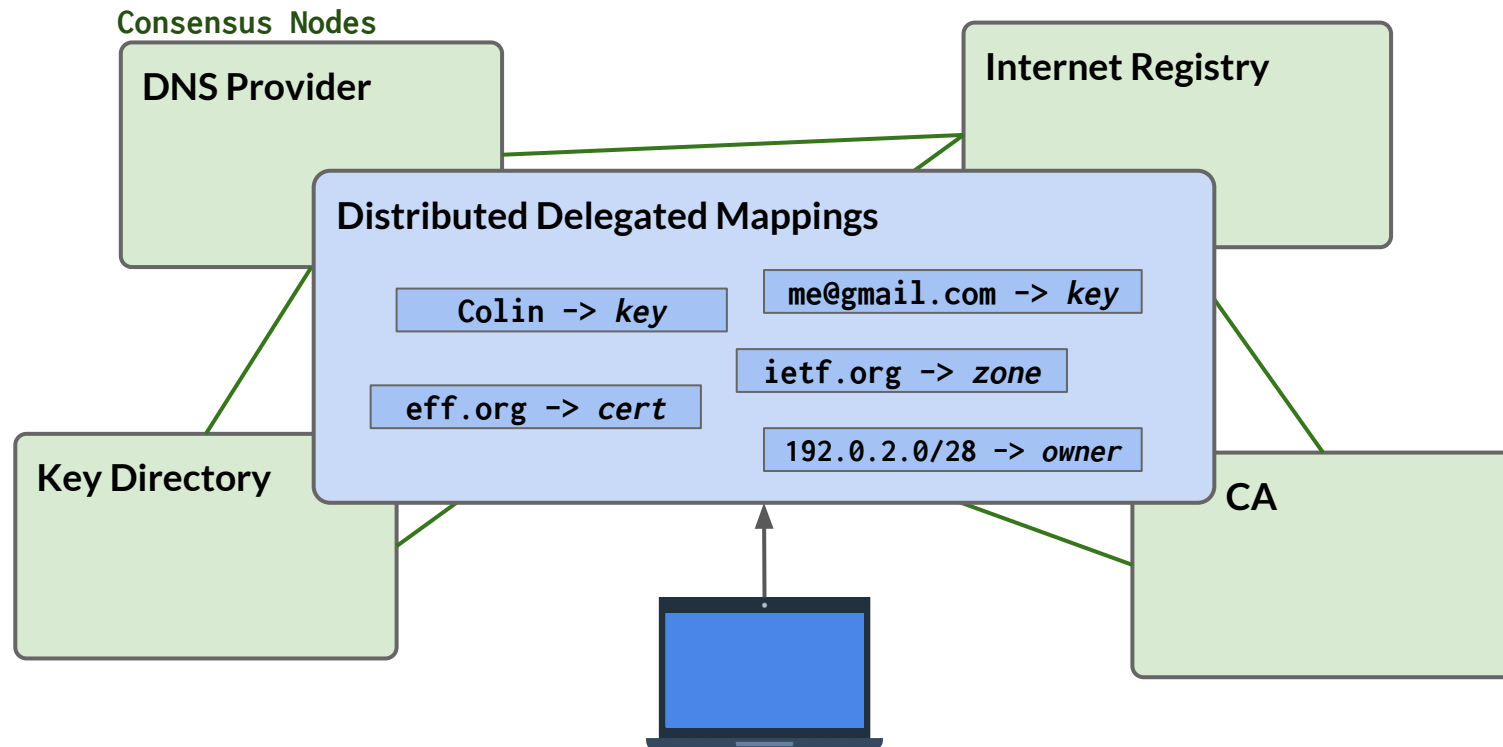 Consensus Nodes
DNS Provider
Internet Registry
Distributed Delegated Mappings
Colin -> key
me@gmail.com -> key
ietf.org -> zone
eff.org -> cert
192.0.2.0/28 -> owner
Key Directory
CA